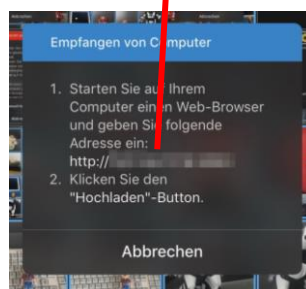 Empfangen von Computer
1. Starten Sie auf Ihrem
Computer einen Web-Browser
und geben Sie folgende
Adresse ein:
http://
2. Klicken Sie den
"Hochladen"-Button.
Abbrechen